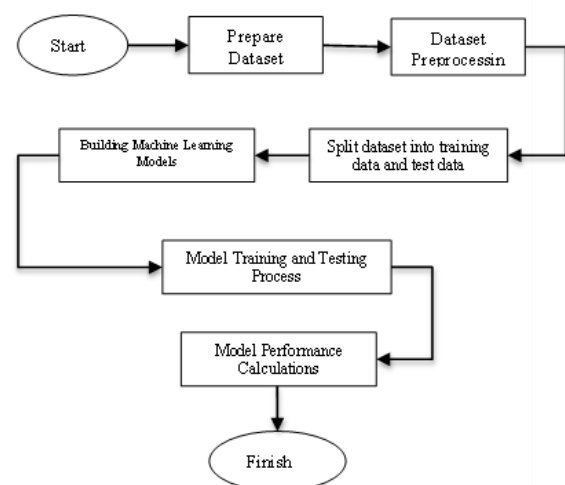 Start
Prepare
Dataset
Dataset
Preprocessin
Building Machine Learning
Models
Split dataset into training
data and test data
Model Training and Testing
Process
Model Performance
Calculations
Finish